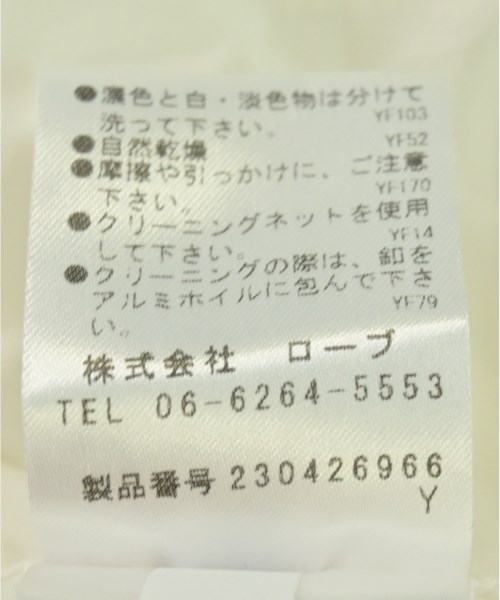 ●濃色と白・淡色物は分けて
洗って下さい。 YF103
●自然乾燥 YF52
●摩擦や引っかけに、ご注意
下さい。 YF170
●クリーニングネットを使用
して下さい。 YF14
●クリーニングの際は、釦を
アルミホイルに包んで下さ
い。 YF79
株式会社 ローブ
TEL 06-6264-5553
製品番号 230426966
Y